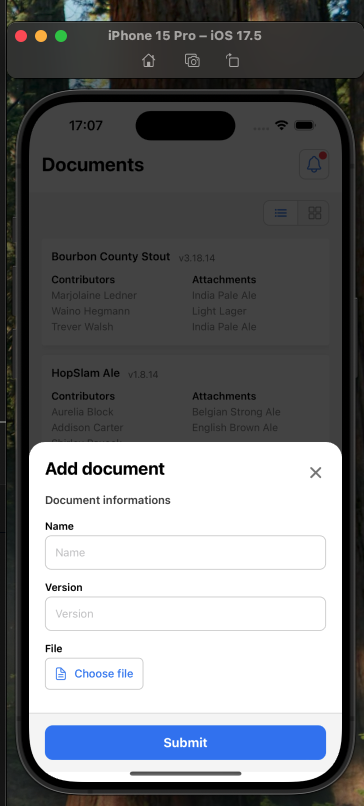 iPhone 15 Pro – iOS 17.5
17:07
Documents
Bourbon County Stout v3.18.14
Contributors Attachments
Marjolaine Ledner India Pale Ale
Waino Hegmann Light Lager
Trever Walsh India Pale Ale
HopSlam Ale v1.8.14
Contributors Attachments
Aurelia Block Belgian Strong Ale
Addison Carter English Brown Ale
Add document
Document informations
Name
Name
Version
Version
File
Choose file
Submit